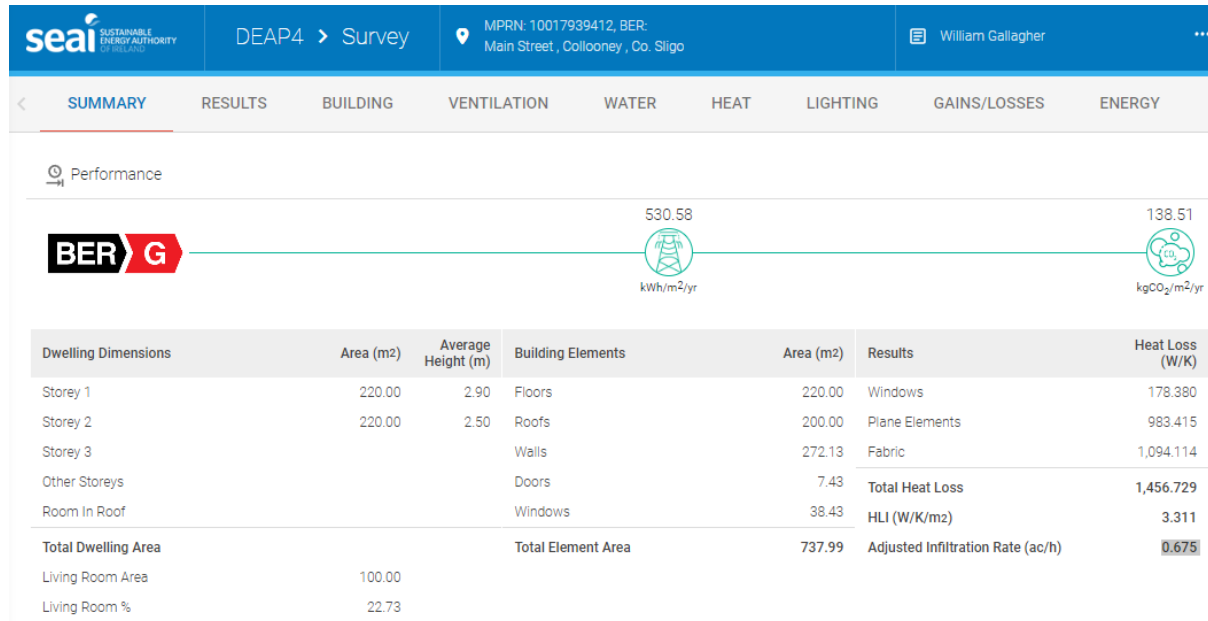 seai SUSTAINABLE
ENERGY AUTHORITY
OF IRELAND
DEAP4 > Survey
MPRN: 10017939412, BER:
Main Street , Collooney , Co. Sligo
William Gallagher
SUMMARY RESULTS BUILDING VENTILATION WATER HEAT LIGHTING GAINS/LOSSES ENERGY
Performance
530.58 138.51
BER G
CO2
kWh/m2/yr kgCO2/m2/yr
Dwelling Dimensions Area (m2) Average Height (m) Building Elements Area (m2) Results Heat Loss (W/K)
Storey 1 220.00 2.90 Floors 220.00 Windows 178.380
Storey 2 220.00 2.50 Roofs 200.00 Plane Elements 983.415
Storey 3 Walls 272.13 Fabric 1,094.114
Other Storeys Doors 7.43 Total Heat Loss 1,456.729
Room In Roof Windows 38.43 HLI (W/K/m2) 3.311
Total Dwelling Area Total Element Area 737.99 Adjusted Infiltration Rate (ac/h) 0.675
Living Room Area 100.00
Living Room % 22.73